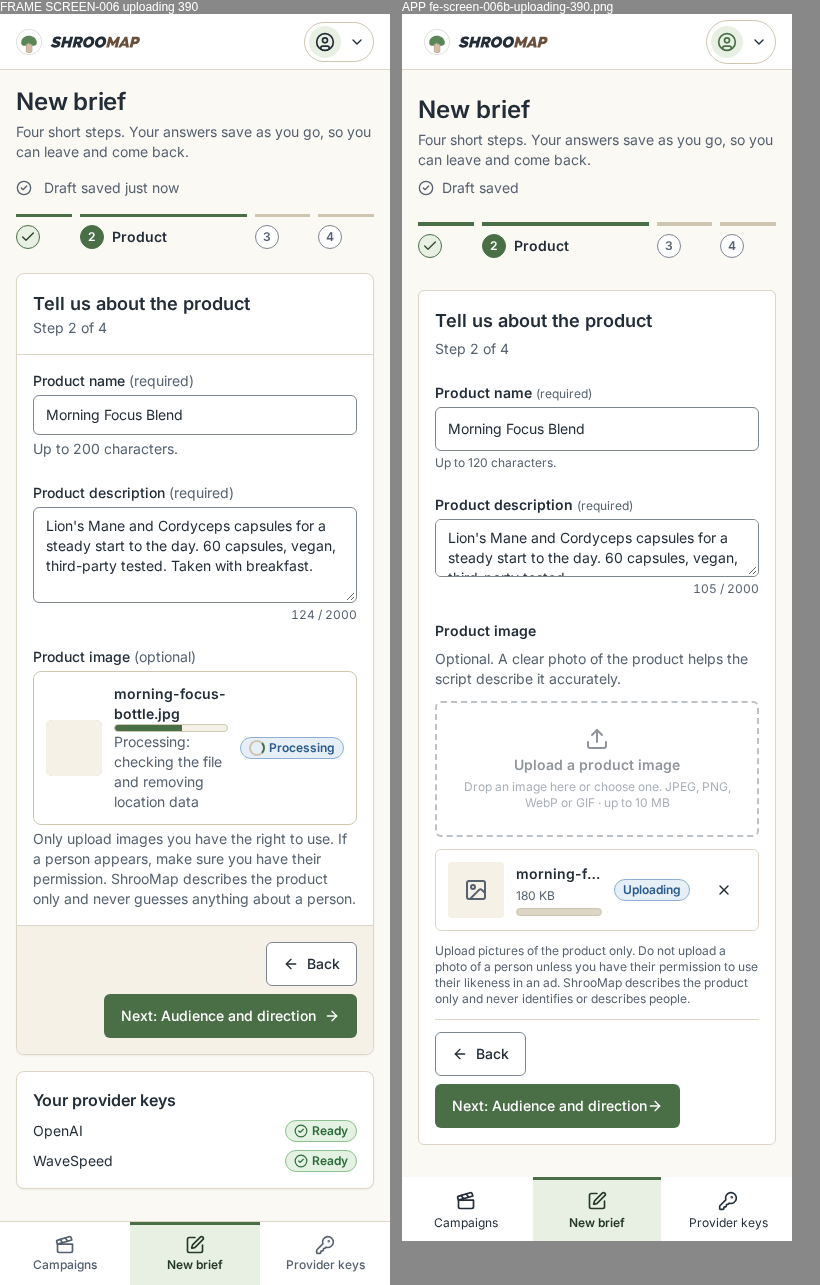 FRAME SCREEN-006 uploading 390
SHROOMAP
New brief
Four short steps. Your answers save as you go, so you
can leave and come back.
Draft saved just now
2 Product
3
4
Tell us about the product
Step 2 of 4
Product name (required)
Morning Focus Blend
Up to 200 characters.
Product description (required)
Lion's Mane and Cordyceps capsules for a
steady start to the day. 60 capsules, vegan,
third-party tested. Taken with breakfast.
124 / 2000
Product image (optional)
morning-focus-
bottle.jpg
Processing:
checking the file
and removing
location data
Processing
Only upload images you have the right to use. If
a person appears, make sure you have their
permission. ShrooMap describes the product
only and never guesses anything about a person.
Back
Next: Audience and direction
Your provider keys
OpenAI
Ready
WaveSpeed
Ready
Campaigns
New brief
Provider keys
APP fe-screen-006b-uploading-390.png
SHROOMAP
New brief
Four short steps. Your answers save as you go, so you
can leave and come back.
Draft saved
2 Product
3
4
Tell us about the product
Step 2 of 4
Product name (required)
Morning Focus Blend
Up to 120 characters.
Product description (required)
Lion's Mane and Cordyceps capsules for a
steady start to the day. 60 capsules, vegan,
third-party tested
105 / 2000
Product image
Optional. A clear photo of the product helps the
script describe it accurately.
Upload a product image
Drop an image here or choose one. JPEG, PNG,
WebP or GIF · up to 10 MB
morning-f...
180 KB
Uploading
Upload pictures of the product only. Do not upload a
photo of a person unless you have their permission to use
their likeness in an ad. ShrooMap describes the product
only and never identifies or describes people.
Back
Next: Audience and direction
Campaigns
New brief
Provider keys